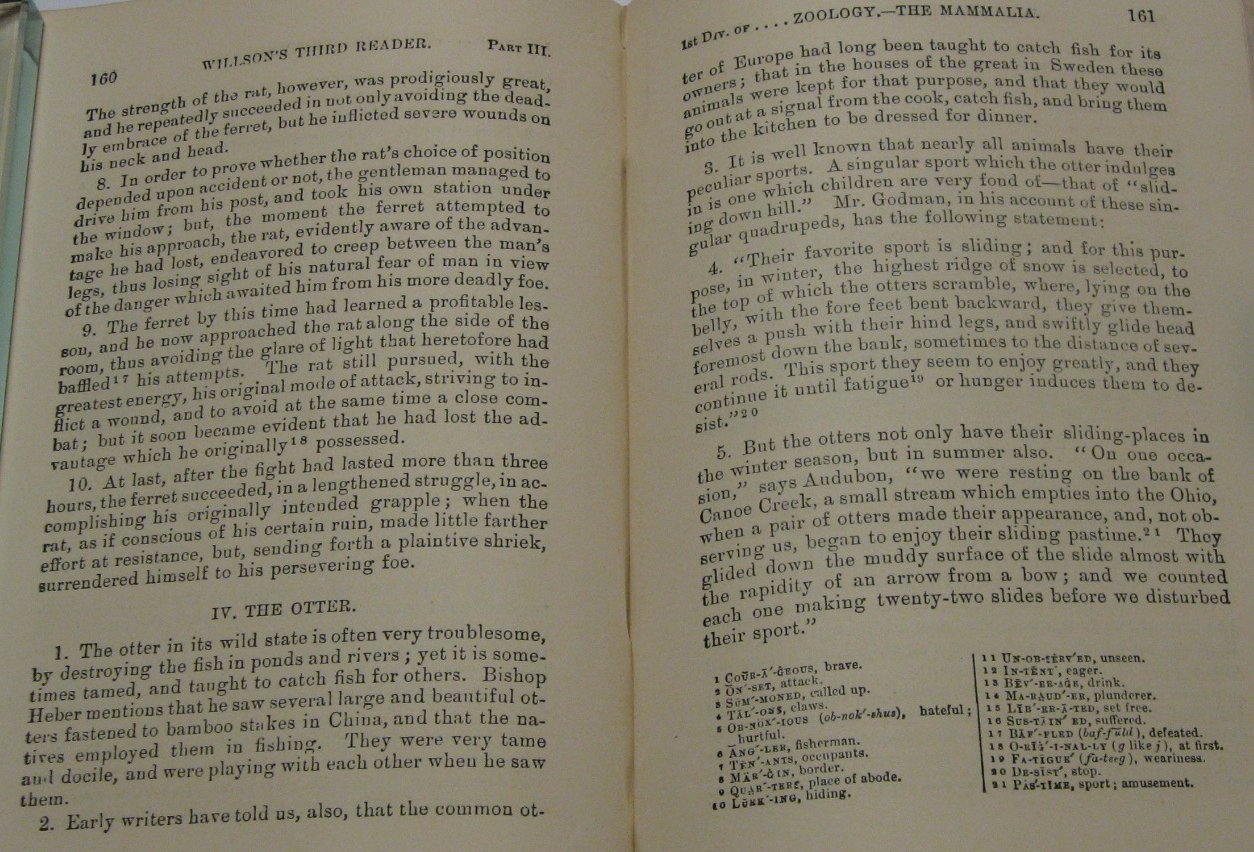 160 WILLSON'S THIRD READER. PART III.
The strength of the rat, however, was prodigiously great,
and he repeatedly succeeded in not only avoiding the dead-
ly embrace of the ferret, but he inflicted severe wounds on
his neck and head.
8. In order to prove whether the rat's choice of position
depended upon accident or not, the gentleman managed to
drive him from his post, and took his own station under
the window; but, the moment the ferret attempted to
make his approach, the rat, evidently aware of the advan-
tage he had lost, endeavored to creep between the man's
legs, thus losing sight of his natural fear of man in view
of the danger which awaited him from his more deadly foe.
9. The ferret by this time had learned a profitable les-
son, and he now approached the rat along the side of the
room, thus avoiding the glare of light that heretofore had
baffled17 his attempts. The rat still pursued, with the
greatest energy, his original mode of attack, striving to in-
flict a wound, and to avoid at the same time a close com-
bat; but it soon became evident that he had lost the ad-
vantage which he originally18 possessed.
10. At last, after the fight had lasted more than three
hours, the ferret succeeded, in a lengthened struggle, in ac-
complishing his originally intended grapple; when the
rat, as if conscious of his certain ruin, made little farther
effort at resistance, but, sending forth a plaintive shriek,
surrendered himself to his persevering foe.
IV. THE OTTER.
1. The otter in its wild state is often very troublesome,
by destroying the fish in ponds and rivers; yet it is some-
times tamed, and taught to catch fish for others. Bishop
Heber mentions that he saw several large and beautiful ot-
ters fastened to bamboo stakes in China, and that the na-
tives employed them in fishing. They were very tame
and docile, and were playing with each other when he saw
them.
2. Early writers have told us, also, that the common ot-
1st DIV. OF .... ZOOLOGY.—THE MAMMALIA. 161
ter of Europe had long been taught to catch fish for its
owners; that in the houses of the great in Sweden these
animals were kept for that purpose, and that they would
go out at a signal from the cook, catch fish, and bring them
into the kitchen to be dressed for dinner.
3. It is well known that nearly all animals have their
peculiar sports. A singular sport which the otter indulges
in is one which children are very fond of—that of "slid-
ing down hill." Mr. Godman, in his account of these sin-
gular quadrupeds, has the following statement:
4. "Their favorite sport is sliding; and for this pur-
pose, in winter, the highest ridge of snow is selected, to
the top of which the otters scramble, where, lying on the
belly, with the fore feet bent backward, they give them-
selves a push with their hind legs, and swiftly glide head
foremost down the bank, sometimes to the distance of sev-
eral rods. This sport they seem to enjoy greatly, and they
continue it until fatigue19 or hunger induces them to de-
sist."20
5. But the otters not only have their sliding-places in
the winter season, but in summer also. "On one occa-
sion," says Audubon, "we were resting on the bank of
Canoe Creek, a small stream which empties into the Ohio,
when a pair of otters made their appearance, and, not ob-
serving us, began to enjoy their sliding pastime.21 They
glided down the muddy surface of the slide almost with
the rapidity of an arrow from a bow; and we counted
each one making twenty-two slides before we disturbed
their sport."
1 COŬR-Ā'-ĠEOUS, brave.
2 ŎN'-SET, attack.
3 SŬM'-MONED, called up.
4 TĂL'-ONS, claws.
5 OB-NŎX'-IOUS (ob-nok'-shus), hateful;
hurtful.
6 ĂNG'-LER, fisherman.
7 TĔN'-ANTS, occupants.
8 MÄR'-ĠIN, border.
9 QUAR'-TERS, place of abode.
10 LŬRK'-ING, hiding.
11 UN-OB-ṢERV'ED, unseen.
12 IN-TĔNT', eager.
13 BĔV'-ER-AĠE, drink.
14 MA-RAUD'-ER, plunderer.
15 LĬB'-ER-Ā-TED, set free.
16 SUS-TĀIN'ED, suffered.
17 BĂF'-FLED (baf-f'uld), defeated.
18 O-RĬĠ'-I-NAL-LY (g like j), at first.
19 FA-TÏGUE' (fa-teeg), weariness.
20 DE-SĬST', stop.
21 PĂS'-TĪME, sport; amusement.